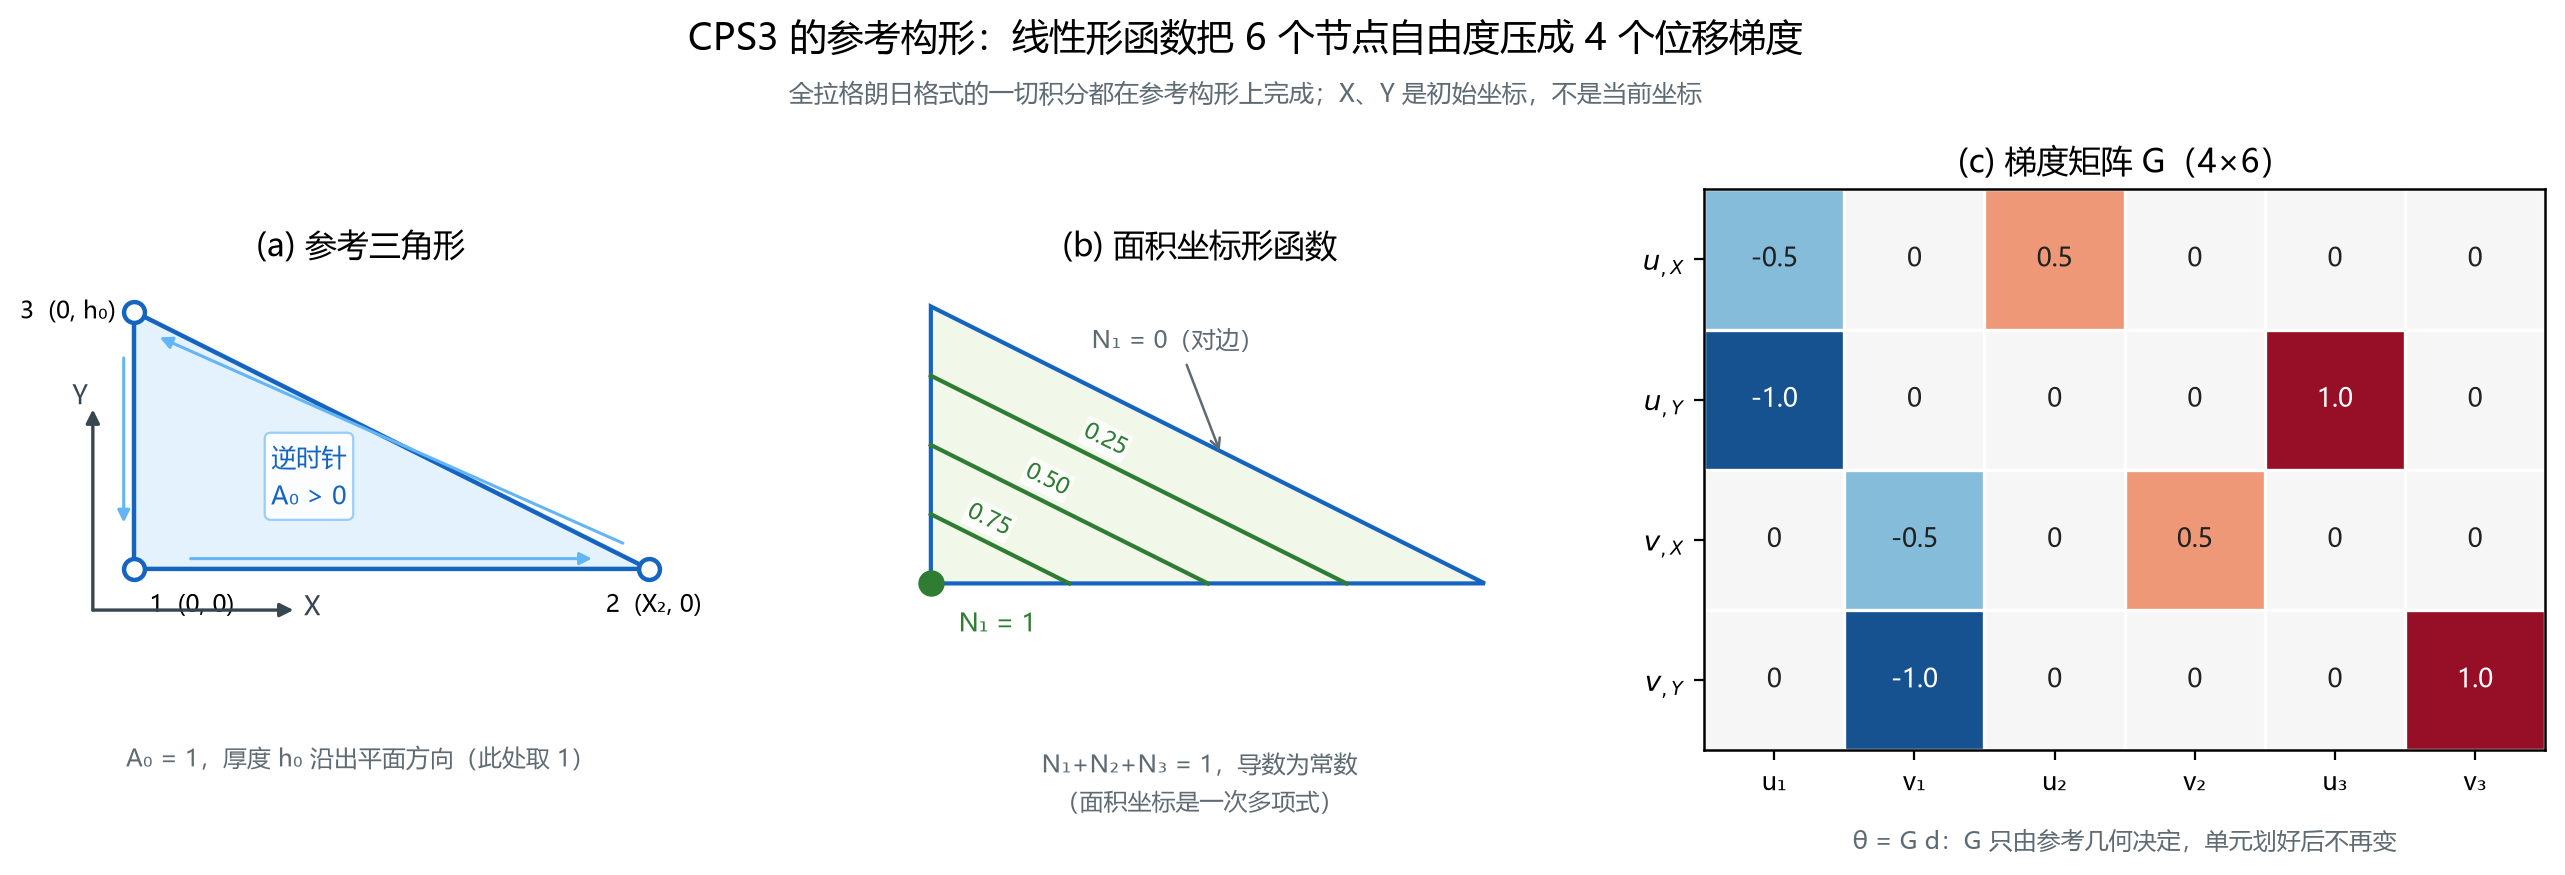 CPS3 的参考构形：线性形函数把 6 个节点自由度压成 4 个位移梯度
全拉格朗日格式的一切积分都在参考构形上完成；X、Y 是初始坐标，不是当前坐标
(a) 参考三角形
3 (0, h₀)
Y
逆时针
A₀ > 0
1 (0, 0)
X
2 (X₂, 0)
A₀ = 1，厚度 h₀ 沿出平面方向（此处取 1）
(b) 面积坐标形函数
N₁ = 0（对边）
0.25
0.50
0.75
N₁ = 1
N₁+N₂+N₃ = 1，导数为常数
（面积坐标是一次多项式）
(c) 梯度矩阵 G（4×6）
u,X -0.5 0 0.5 0 0 0
u,Y -1.0 0 0 0 1.0 0
v,X 0 -0.5 0 0.5 0 0
v,Y 0 -1.0 0 0 0 1.0
u₁ v₁ u₂ v₂ u₃ v₃
θ = G d：G 只由参考几何决定，单元划好后不再变